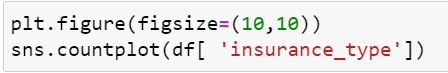 plt.figure(figsize=(10,10))
sns.countplot(df[ 'insurance_type'])